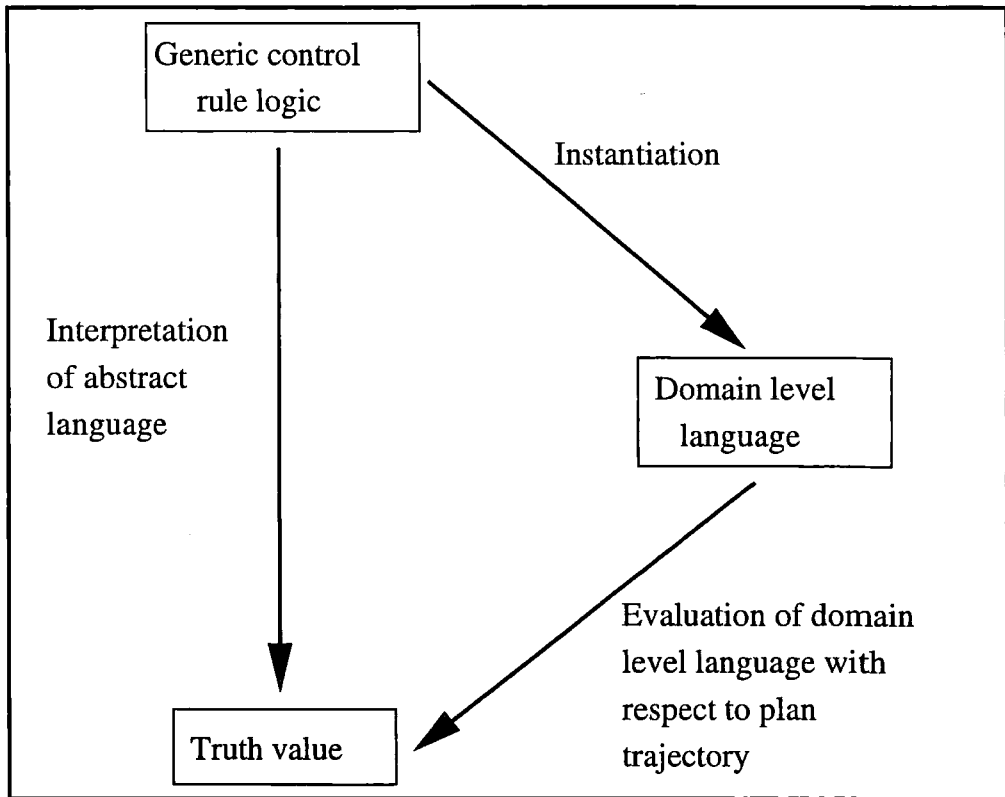 Generic control
rule logic
Instantiation
Interpretation
of abstract
language
Domain level
language
Evaluation of domain
level language with
respect to plan
trajectory
Truth value